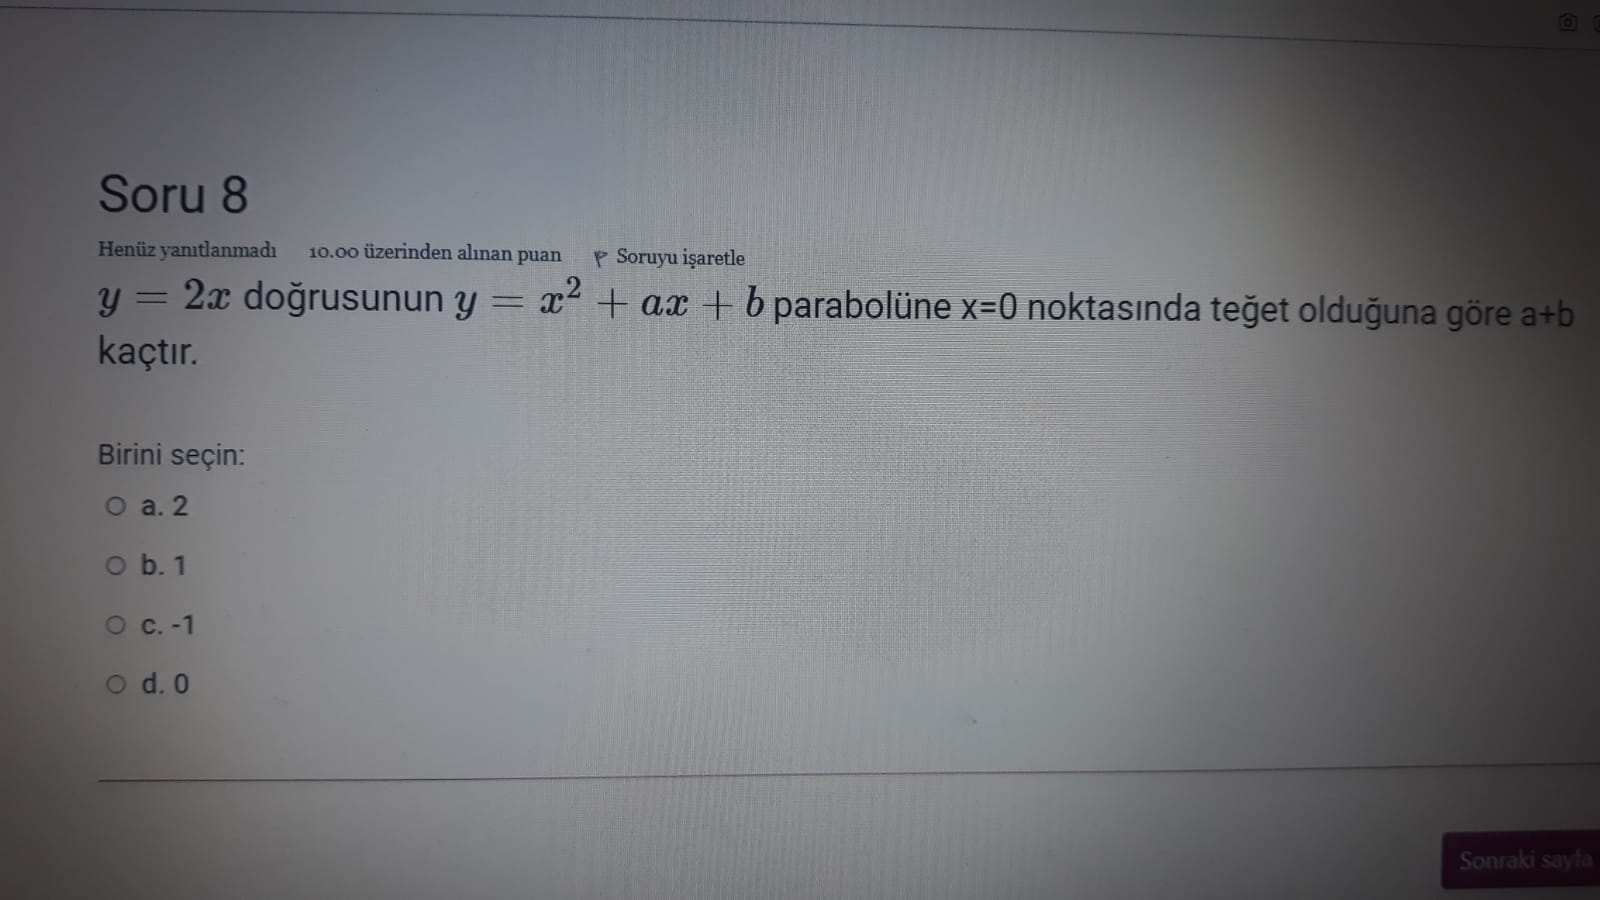 Soru 8
Henüz yanıtlanmadı 10.00 üzerinden alınan puan Soruyu işaretle
y = 2x doğrusunun y = x² + ax + b parabolüne x=0 noktasında teğet olduğuna göre a+b
kaçtır.
Birini seçin:
a. 2
b. 1
c. -1
d. 0
Sonraki sayfa